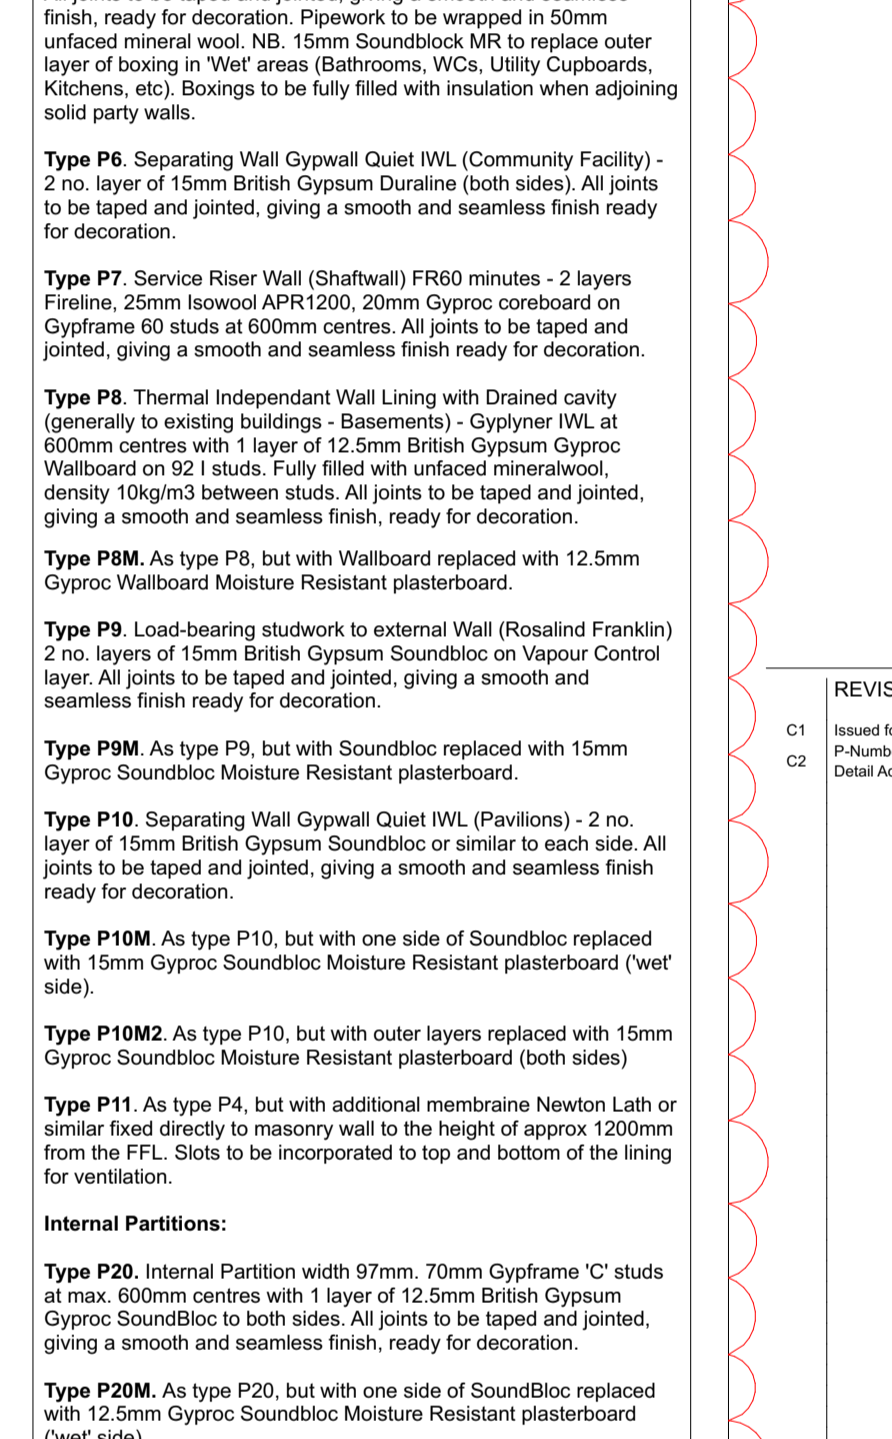 finish, ready for decoration. Pipework to be wrapped in 50mm
unfaced mineral wool. NB. 15mm Soundblock MR to replace outer
layer of boxing in 'Wet' areas (Bathrooms, WCs, Utility Cupboards,
Kitchens, etc). Boxings to be fully filled with insulation when adjoining
solid party walls.
Type P6. Separating Wall Gypwall Quiet IWL (Community Facility) -
2 no. layer of 15mm British Gypsum Duraline (both sides). All joints
to be taped and jointed, giving a smooth and seamless finish ready
for decoration.
Type P7. Service Riser Wall (Shaftwall) FR60 minutes - 2 layers
Fireline, 25mm Isowool APR1200, 20mm Gyproc coreboard on
Gypframe 60 studs at 600mm centres. All joints to be taped and
jointed, giving a smooth and seamless finish ready for decoration.
Type P8. Thermal Independant Wall Lining with Drained cavity
(generally to existing buildings - Basements) - Gyplyner IWL at
600mm centres with 1 layer of 12.5mm British Gypsum Gyproc
Wallboard on 92 I studs. Fully filled with unfaced mineralwool,
density 10kg/m3 between studs. All joints to be taped and jointed,
giving a smooth and seamless finish, ready for decoration.
Type P8M. As type P8, but with Wallboard replaced with 12.5mm
Gyproc Wallboard Moisture Resistant plasterboard.
Type P9. Load-bearing studwork to external Wall (Rosalind Franklin)
2 no. layers of 15mm British Gypsum Soundbloc on Vapour Control
layer. All joints to be taped and jointed, giving a smooth and
seamless finish ready for decoration.
Type P9M. As type P9, but with Soundbloc replaced with 15mm
Gyproc Soundbloc Moisture Resistant plasterboard.
Type P10. Separating Wall Gypwall Quiet IWL (Pavilions) - 2 no.
layer of 15mm British Gypsum Soundbloc or similar to each side. All
joints to be taped and jointed, giving a smooth and seamless finish
ready for decoration.
Type P10M. As type P10, but with one side of Soundbloc replaced
with 15mm Gyproc Soundbloc Moisture Resistant plasterboard ('wet'
side).
Type P10M2. As type P10, but with outer layers replaced with 15mm
Gyproc Soundbloc Moisture Resistant plasterboard (both sides)
Type P11. As type P4, but with additional membraine Newton Lath or
similar fixed directly to masonry wall to the height of approx 1200mm
from the FFL. Slots to be incorporated to top and bottom of the lining
for ventilation.
Internal Partitions:
Type P20. Internal Partition width 97mm. 70mm Gypframe 'C' studs
at max. 600mm centres with 1 layer of 12.5mm British Gypsum
Gyproc SoundBloc to both sides. All joints to be taped and jointed,
giving a smooth and seamless finish, ready for decoration.
Type P20M. As type P20, but with one side of SoundBloc replaced
with 12.5mm Gyproc Soundbloc Moisture Resistant plasterboard
('wet' side)
REVIS
C1 Issued fo
P-Numb
C2
Detail Ad